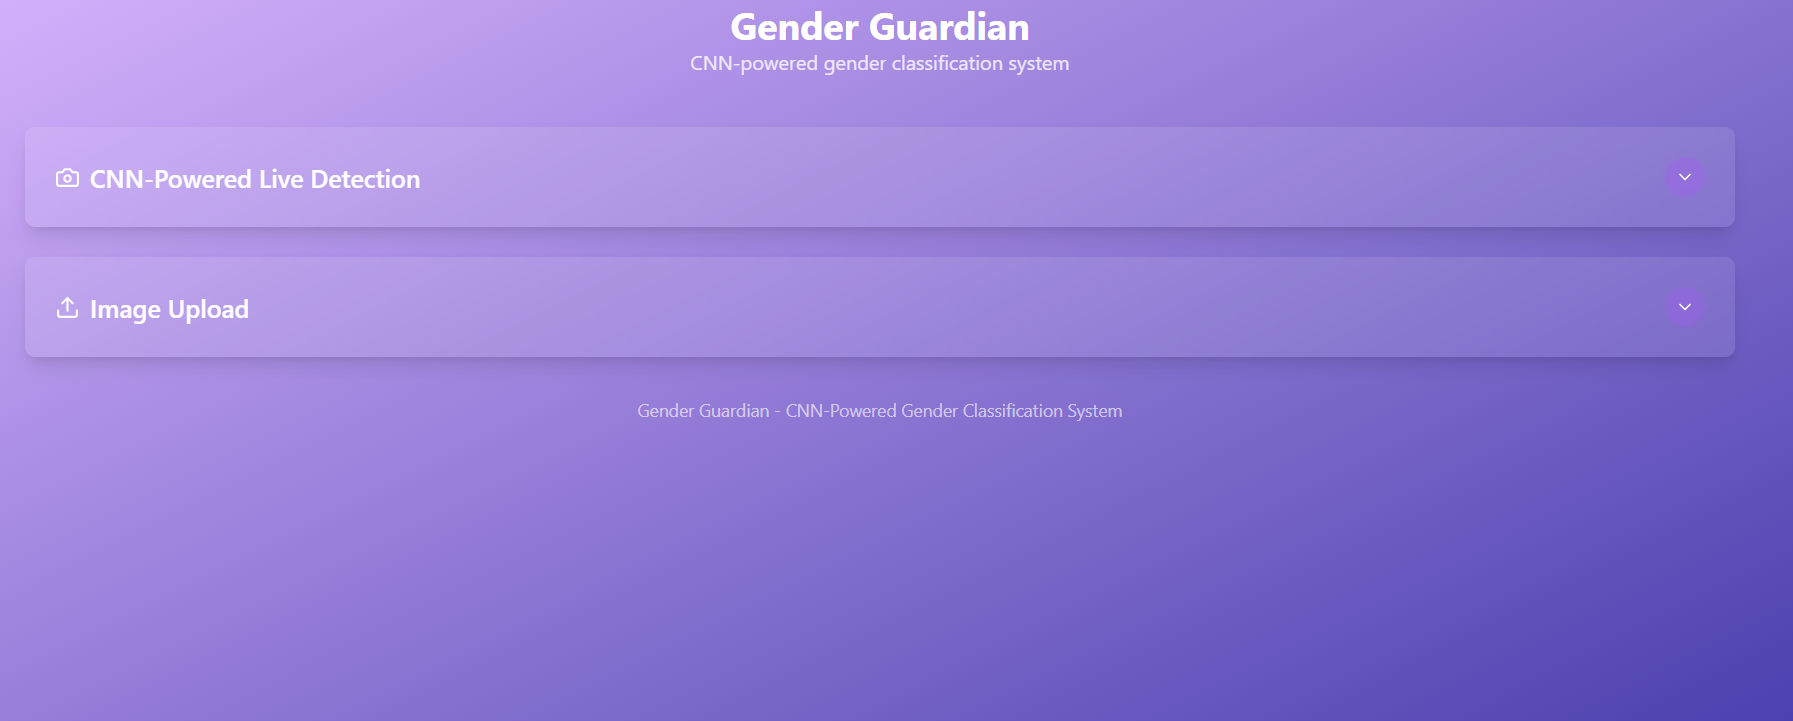 Gender Guardian
CNN-powered gender classification system
CNN-Powered Live Detection
Image Upload
Gender Guardian - CNN-Powered Gender Classification System